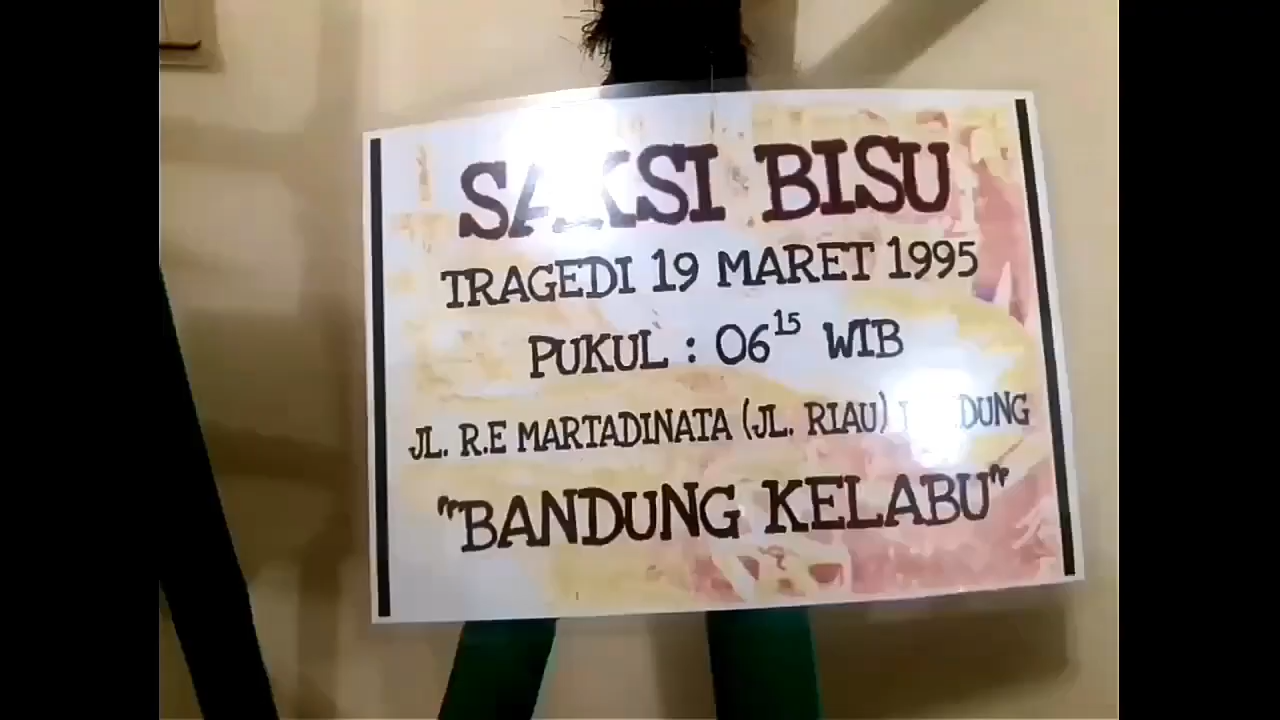 SAKSI BISU
TRAGEDI 19 MARET 1995
PUKUL : 06¹⁵ WIB
JL. R.E MARTADINATA (JL. RIAU) BANDUNG
"BANDUNG KELABU"